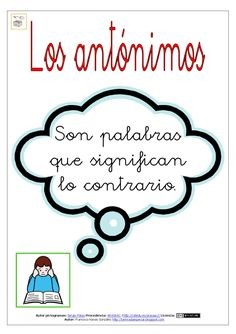 Los antónimos
Son palabras
que significan
lo contrario.